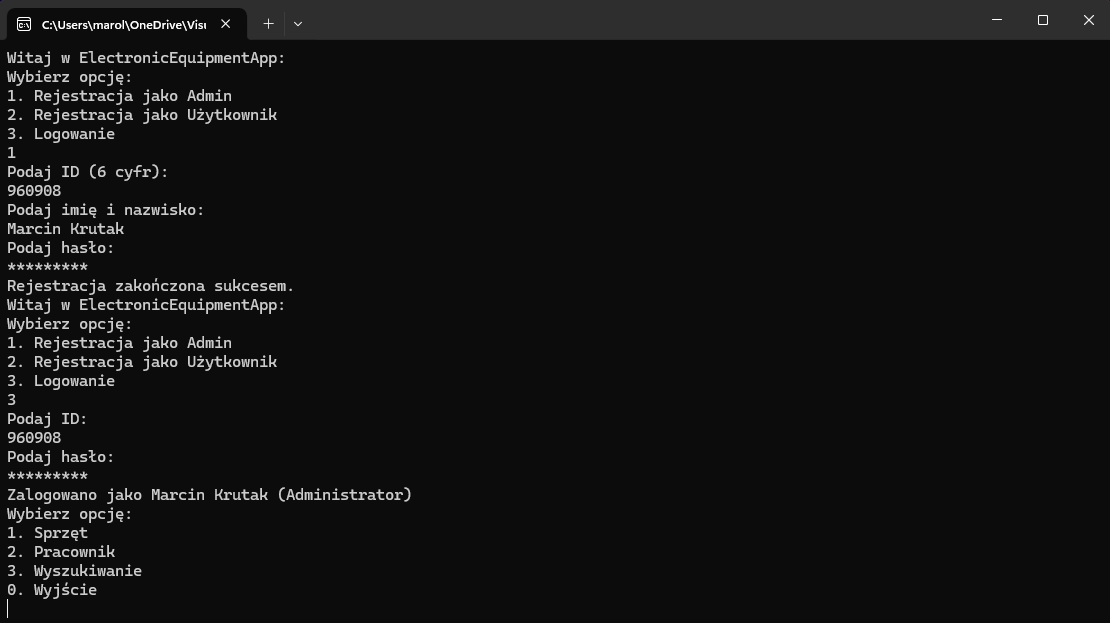 C:\Users\marol\OneDrive\Visu
Witaj w ElectronicEquipmentApp:
Wybierz opcję:
1. Rejestracja jako Admin
2. Rejestracja jako Użytkownik
3. Logowanie
1
Podaj ID (6 cyfr):
960908
Podaj imię i nazwisko:
Marcin Krutak
Podaj hasło:
*********
Rejestracja zakończona sukcesem.
Witaj w ElectronicEquipmentApp:
Wybierz opcję:
1. Rejestracja jako Admin
2. Rejestracja jako Użytkownik
3. Logowanie
3
Podaj ID:
960908
Podaj hasło:
*********
Zalogowano jako Marcin Krutak (Administrator)
Wybierz opcję:
1. Sprzęt
2. Pracownik
3. Wyszukiwanie
0. Wyjście